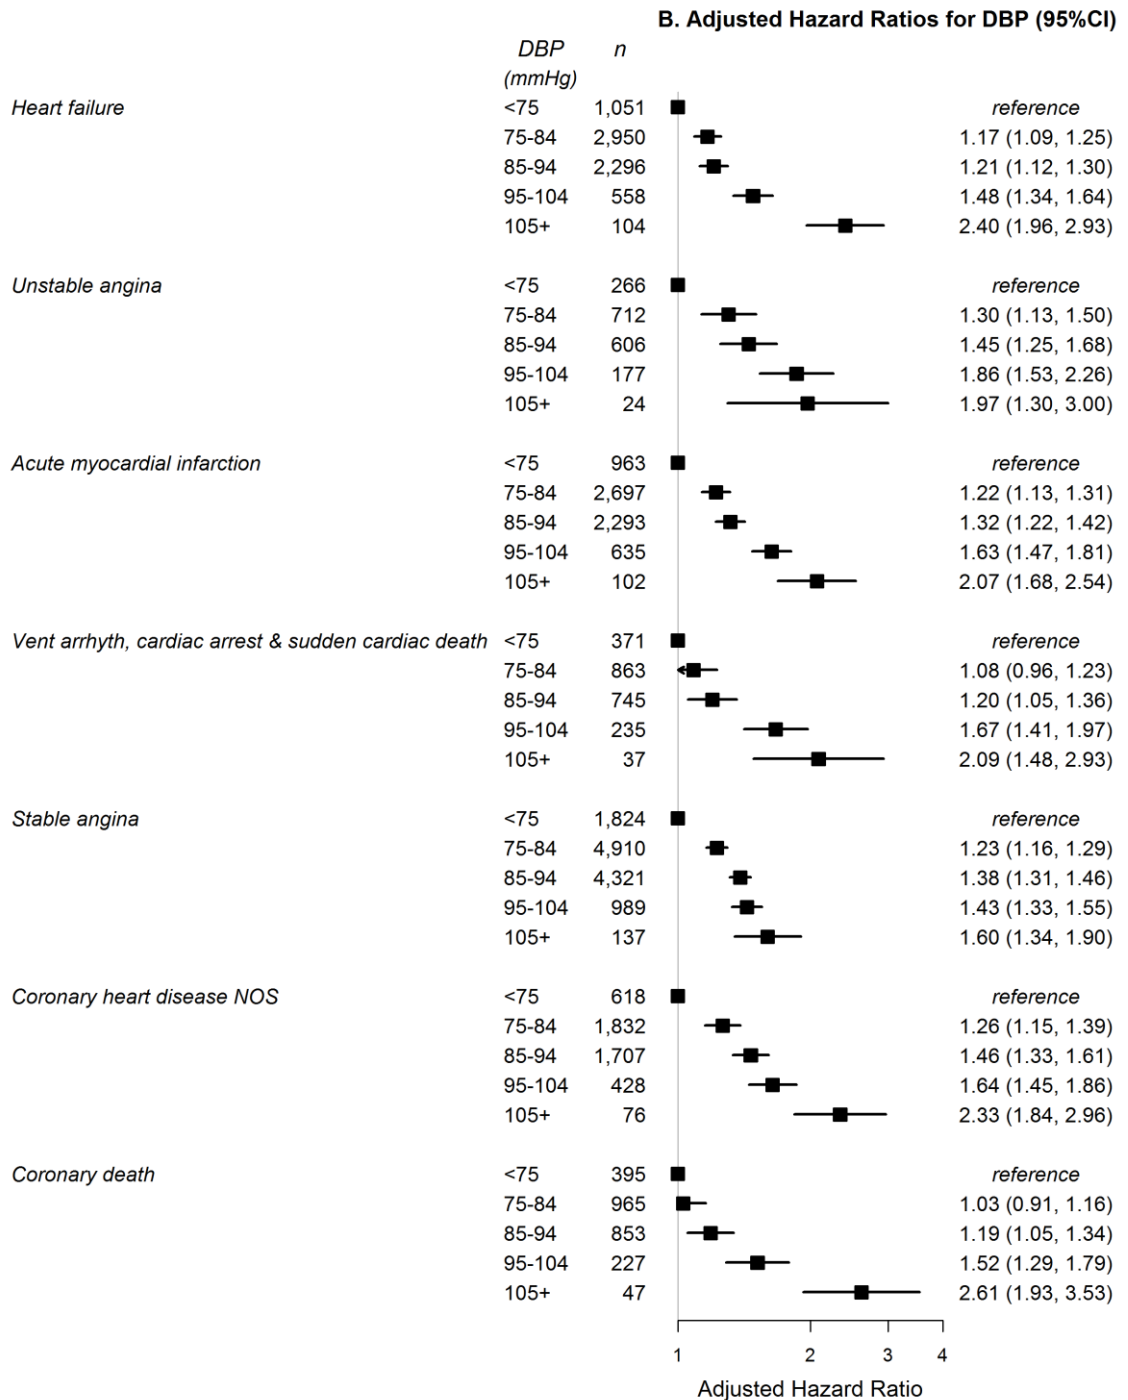 B. Adjusted Hazard Ratios for DBP (95%CI)
DBP n
(mmHg)
Heart failure <75 1,051 reference
75-84 2,950 1.17 (1.09, 1.25)
85-94 2,296 1.21 (1.12, 1.30)
95-104 558 1.48 (1.34, 1.64)
105+ 104 2.40 (1.96, 2.93)
Unstable angina <75 266 reference
75-84 712 1.30 (1.13, 1.50)
85-94 606 1.45 (1.25, 1.68)
95-104 177 1.86 (1.53, 2.26)
105+ 24 1.97 (1.30, 3.00)
Acute myocardial infarction <75 963 reference
75-84 2,697 1.22 (1.13, 1.31)
85-94 2,293 1.32 (1.22, 1.42)
95-104 635 1.63 (1.47, 1.81)
105+ 102 2.07 (1.68, 2.54)
Vent arrhyth, cardiac arrest & sudden cardiac death <75 371 reference
75-84 863 1.08 (0.96, 1.23)
85-94 745 1.20 (1.05, 1.36)
95-104 235 1.67 (1.41, 1.97)
105+ 37 2.09 (1.48, 2.93)
Stable angina <75 1,824 reference
75-84 4,910 1.23 (1.16, 1.29)
85-94 4,321 1.38 (1.31, 1.46)
95-104 989 1.43 (1.33, 1.55)
105+ 137 1.60 (1.34, 1.90)
Coronary heart disease NOS <75 618 reference
75-84 1,832 1.26 (1.15, 1.39)
85-94 1,707 1.46 (1.33, 1.61)
95-104 428 1.64 (1.45, 1.86)
105+ 76 2.33 (1.84, 2.96)
Coronary death <75 395 reference
75-84 965 1.03 (0.91, 1.16)
85-94 853 1.19 (1.05, 1.34)
95-104 227 1.52 (1.29, 1.79)
105+ 47 2.61 (1.93, 3.53)
1 2 3 4
Adjusted Hazard Ratio